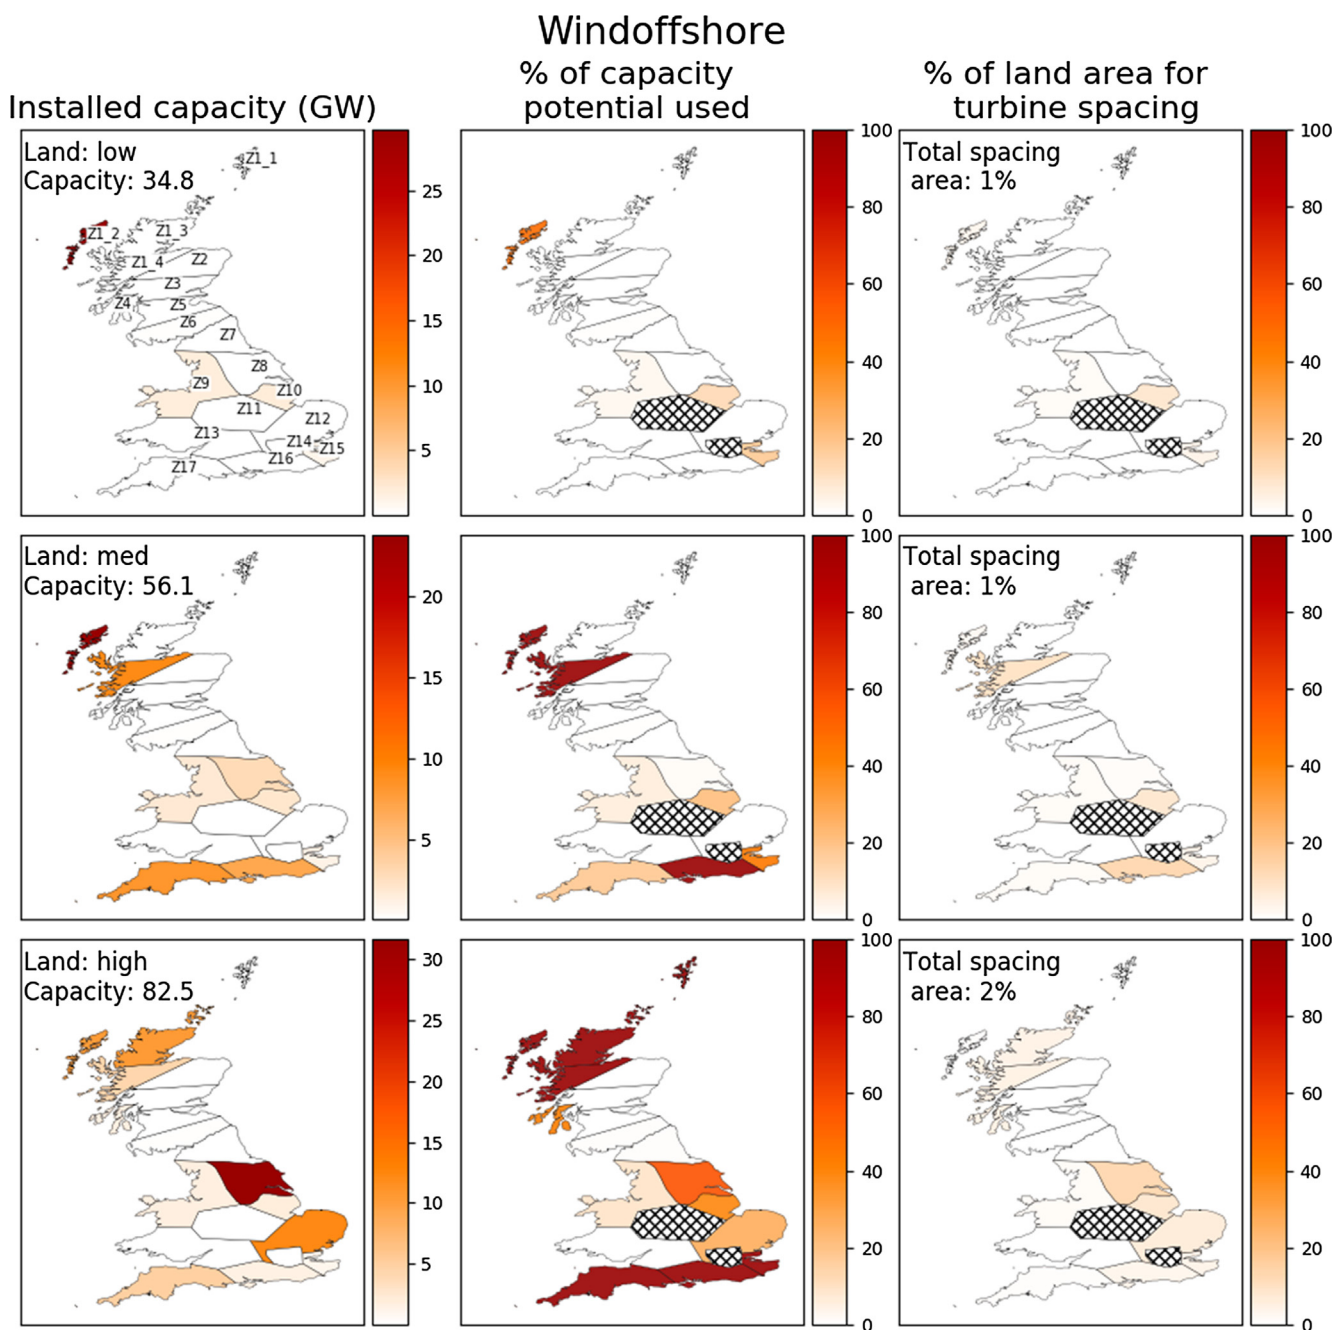 Windoffshore
Installed capacity (GW)
% of capacity
potential used
% of land area for
turbine spacing
Land: low
Capacity: 34.8
Z1_1
Z1_2
Z1_3
Z1_4
Z2
Z3
Z4
Z5
Z6
Z7
Z8
Z9
Z10
Z11
Z12
Z13
Z14
Z15
Z16
Z17
25
20
15
10
5
100
80
60
40
20
0
Total spacing
area: 1%
100
80
60
40
20
0
Land: med
Capacity: 56.1
20
15
10
5
100
80
60
40
20
0
Total spacing
area: 1%
100
80
60
40
20
0
Land: high
Capacity: 82.5
30
25
20
15
10
5
100
80
60
40
20
0
Total spacing
area: 2%
100
80
60
40
20
0